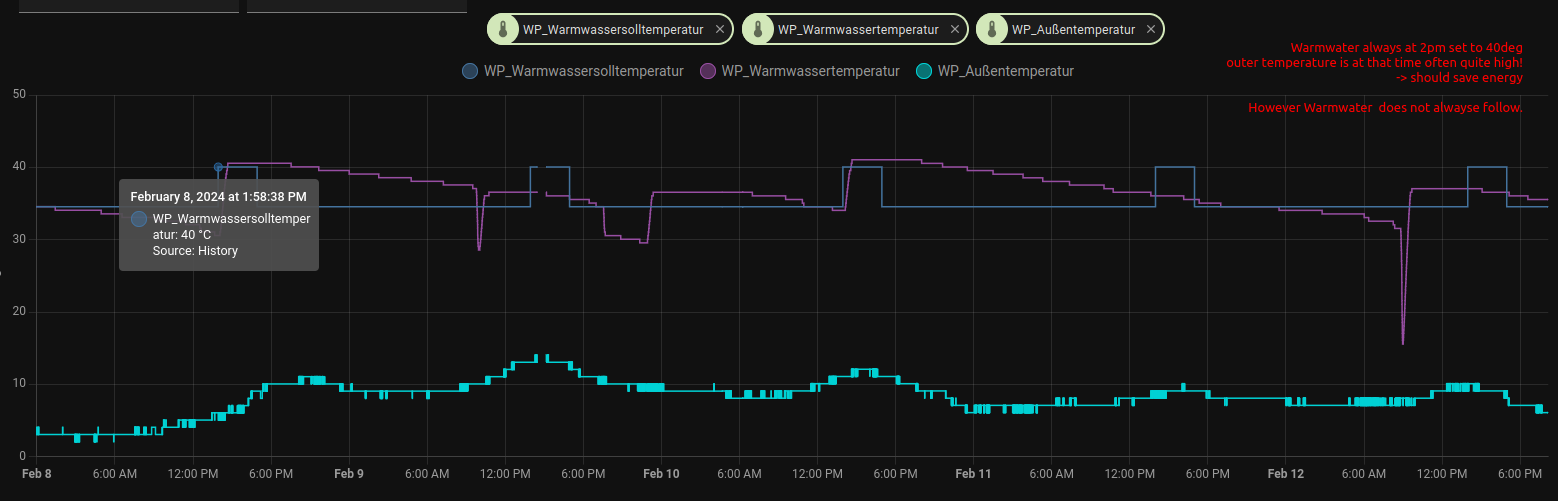 WP_Warmwassersolltemperatur
WP_Warmwassertemperatur
WP_Außentemperatur
WP_Warmwassersolltemperatur
WP_Warmwassertemperatur
WP_Außentemperatur
Warmwater always at 2pm set to 40deg
outer temperature is at that time often quite high!
-> should save energy
However Warmwater does not alwayse follow.
50
40
30
20
10
0
February 8, 2024 at 1:58:38 PM
WP_Warmwassersolltemper
atur: 40 °C
Source: History
Feb 8
6:00 AM
12:00 PM
6:00 PM
Feb 9
6:00 AM
12:00 PM
6:00 PM
Feb 10
6:00 AM
12:00 PM
6:00 PM
Feb 11
6:00 AM
12:00 PM
6:00 PM
Feb 12
6:00 AM
12:00 PM
6:00 PM